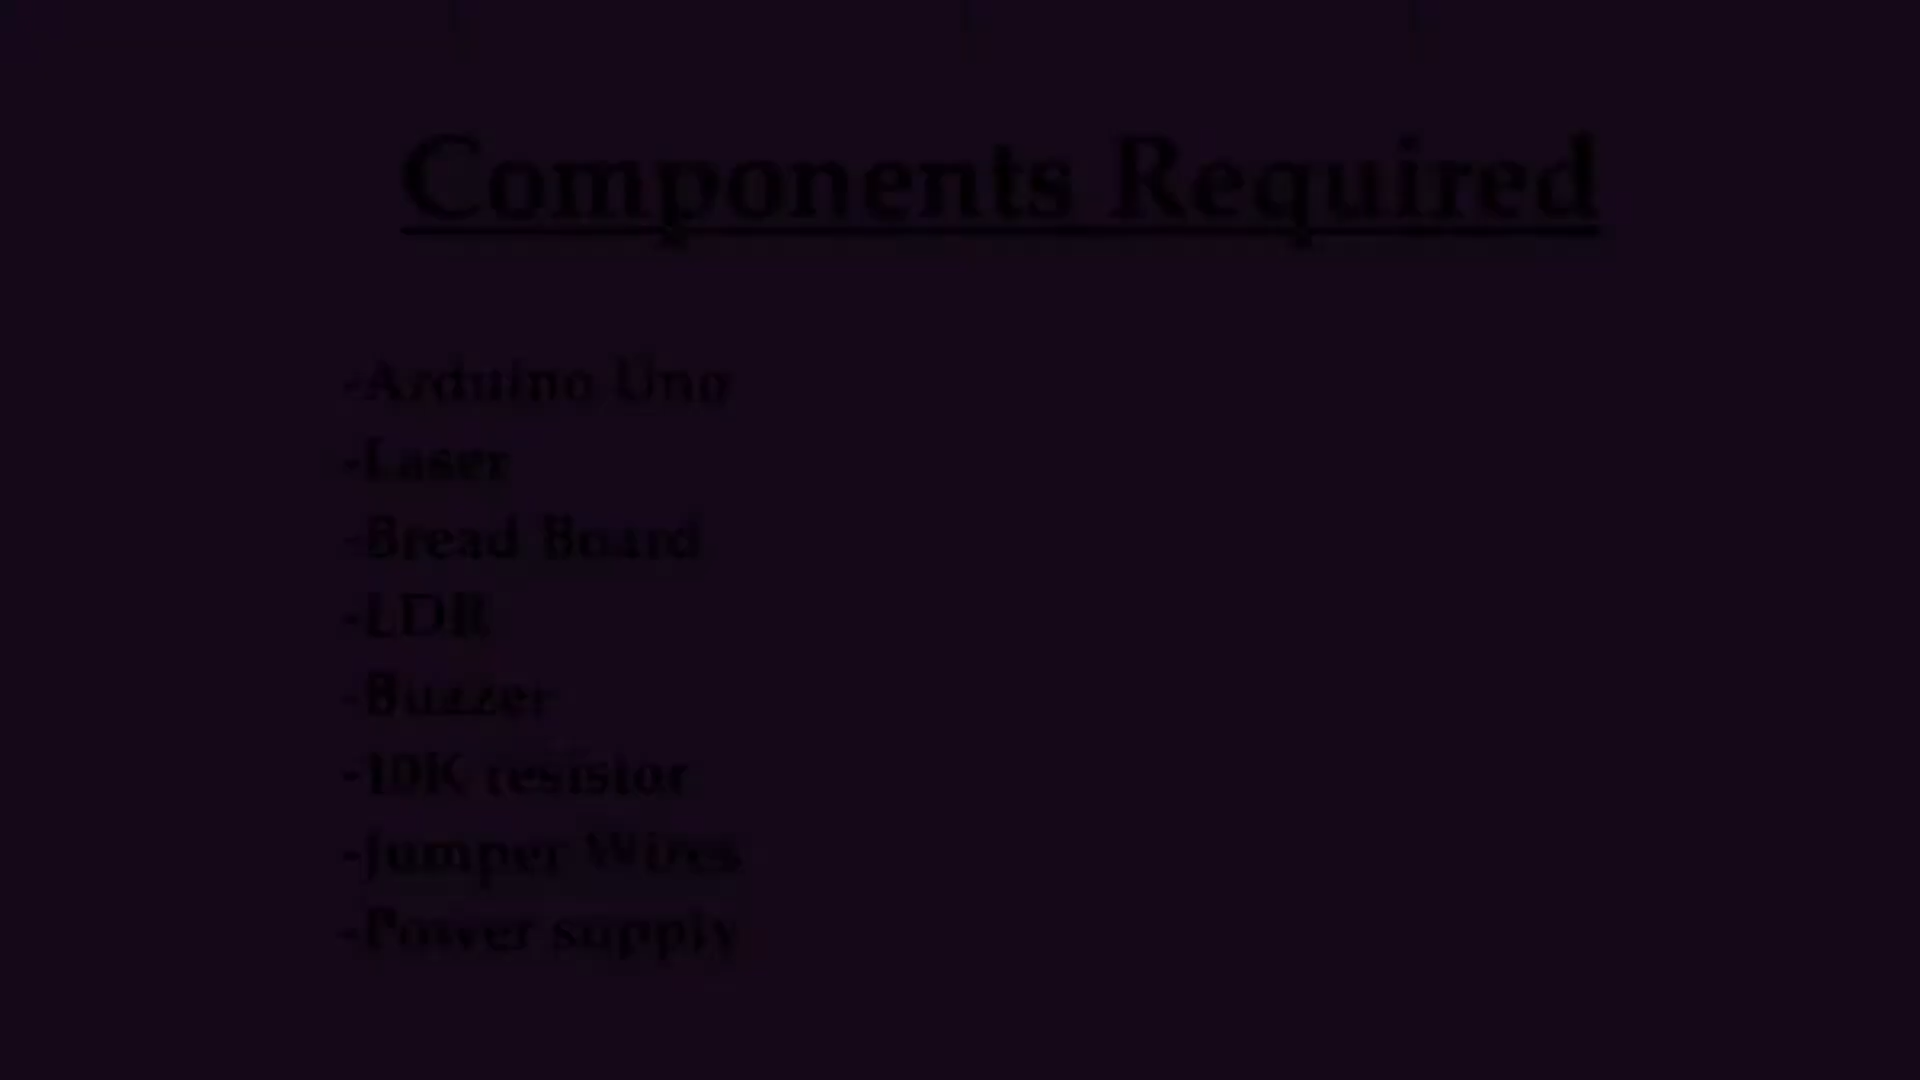 Components Required
-Arduino Uno
-Laser
-Bread Board
-LDR
-Buzzer
-10K resistor
-Jumper Wires
-Power supply